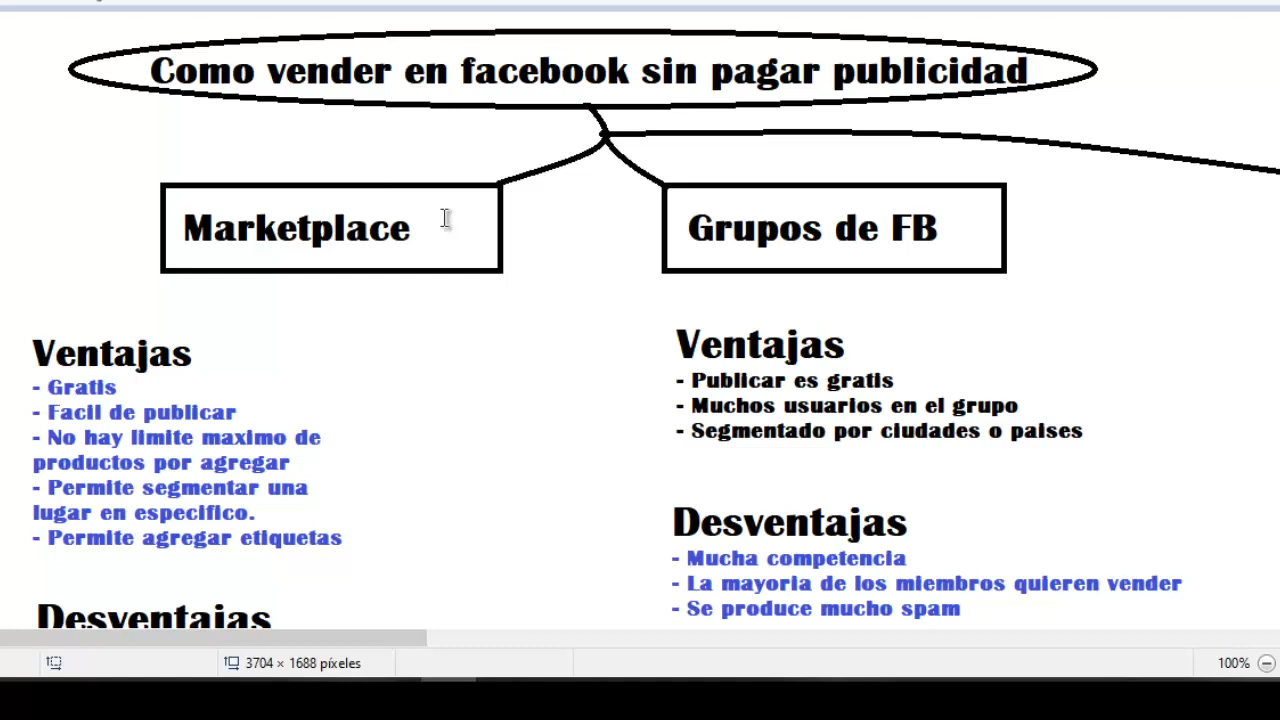 Como vender en facebook sin pagar publicidad
Marketplace
Grupos de FB
Ventajas
- Gratis
- Facil de publicar
- No hay limite maximo de
productos por agregar
- Permite segmentar una
lugar en especifico.
- Permite agregar etiquetas
Desventajas
Ventajas
- Publicar es gratis
- Muchos usuarios en el grupo
- Segmentado por ciudades o paises
Desventajas
- Mucha competencia
- La mayoria de los miembros quieren vender
- Se produce mucho spam
3704 × 1688 píxeles
100%